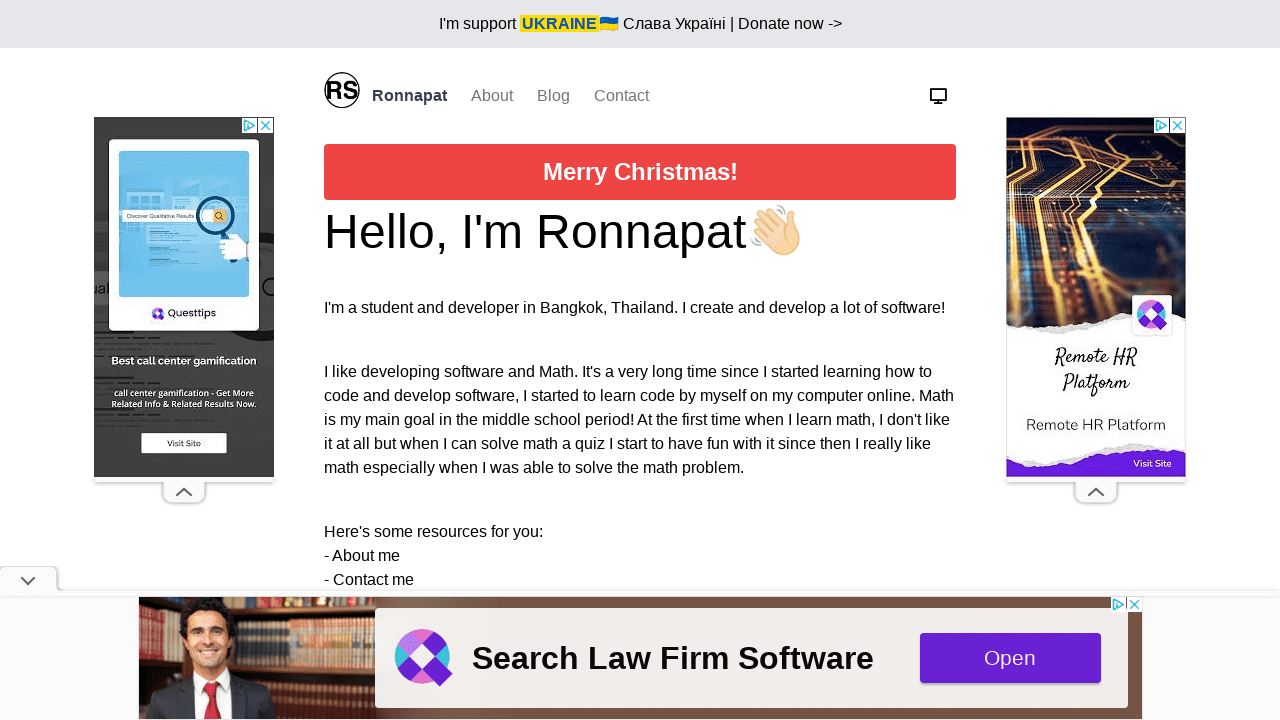 I'm support UKRAINE🇺🇦 Слава Україні | Donate now ->
RS
Ronnapat About Blog Contact
Merry Christmas!
Hello, I'm Ronnapat👋🏼
I'm a student and developer in Bangkok, Thailand. I create and develop a lot of software!
I like developing software and Math. It's a very long time since I started learning how to
code and develop software, I started to learn code by myself on my computer online. Math
is my main goal in the middle school period! At the first time when I learn math, I don't like
it at all but when I can solve math a quiz I start to have fun with it since then I really like
math especially when I was able to solve the math problem.
Here's some resources for you:
- About me
- Contact me
Discover Qualitative Results
Questtips
Best call center gamification
call center gamification - Get More
Related Info & Related Results Now.
Visit Site
Remote HR
Platform
Remote HR Platform
Visit Site
Search Law Firm Software
Open